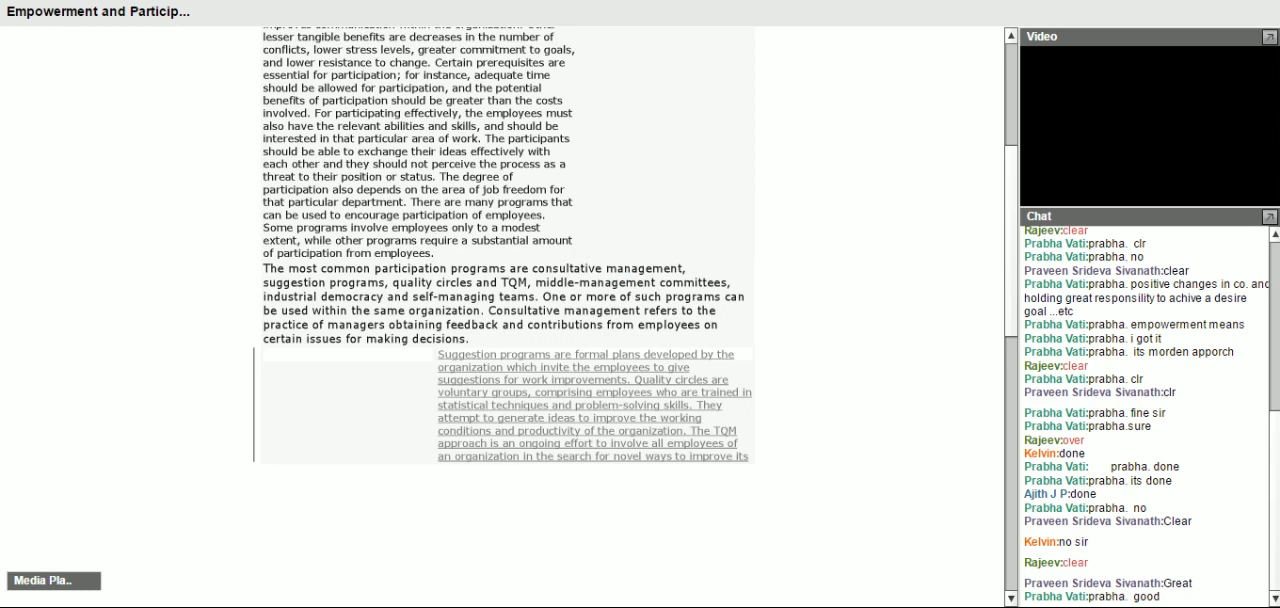 Empowerment and Particip...
lesser tangible benefits are decreases in the number of
conflicts, lower stress levels, greater commitment to goals,
and lower resistance to change. Certain prerequisites are
essential for participation; for instance, adequate time
should be allowed for participation, and the potential
benefits of participation should be greater than the costs
involved. For participating effectively, the employees must
also have the relevant abilities and skills, and should be
interested in that particular area of work. The participants
should be able to exchange their ideas effectively with
each other and they should not perceive the process as a
threat to their position or status. The degree of
participation also depends on the area of job freedom for
that particular department. There are many programs that
can be used to encourage participation of employees.
Some programs involve employees only to a modest
extent, while other programs require a substantial amount
of participation from employees.
The most common participation programs are consultative management,
suggestion programs, quality circles and TQM, middle-management committees,
industrial democracy and self-managing teams. One or more of such programs can
be used within the same organization. Consultative management refers to the
practice of managers obtaining feedback and contributions from employees on
certain issues for making decisions.
Suggestion programs are formal plans developed by the
organization which invite the employees to give
suggestions for work improvements. Quality circles are
voluntary groups, comprising employees who are trained in
statistical techniques and problem-solving skills. They
attempt to generate ideas to improve the working
conditions and productivity of the organization. The TQM
approach is an ongoing effort to involve all employees of
an organization in the search for novel ways to improve its
Media Pla..
Video
Chat
Rajeev:clear
Prabha Vati:prabha. clr
Prabha Vati:prabha. no
Praveen Srideva Sivanath:clear
Prabha Vati:prabha. positive changes in co. and
holding great responsility to achive a desire
goal ...etc
Prabha Vati:prabha. empowerment means
Prabha Vati:prabha. i got it
Prabha Vati:prabha. its morden apporch
Rajeev:clear
Prabha Vati:prabha. clr
Praveen Srideva Sivanath:clr
Prabha Vati:prabha. fine sir
Prabha Vati:prabha.sure
Rajeev:over
Kelvin:done
Prabha Vati: prabha. done
Prabha Vati:prabha. its done
Ajith J P:done
Prabha Vati:prabha. no
Praveen Srideva Sivanath:Clear
Kelvin:no sir
Rajeev:clear
Praveen Srideva Sivanath:Great
Prabha Vati:prabha. good